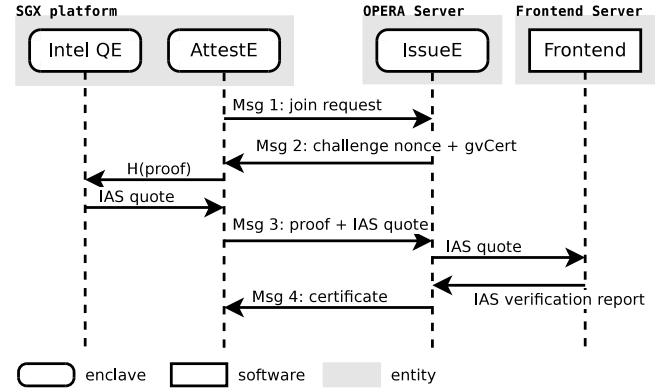 SGX platform
OPERA Server
Frontend Server
Intel QE
AttestE
IssueE
Frontend
Msg 1: join request
Msg 2: challenge nonce + gvCert
H(proof)
IAS quote
Msg 3: proof + IAS quote
IAS quote
IAS verification report
Msg 4: certificate
enclave
software
entity